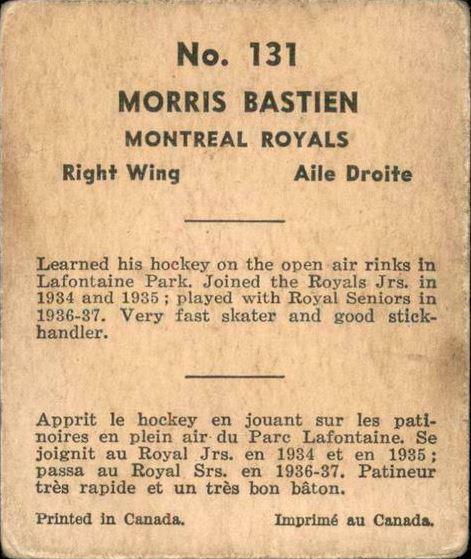 No. 131
MORRIS BASTIEN
MONTREAL ROYALS
Right Wing Aile Droite
Learned his hockey on the open air rinks in
Lafontaine Park. Joined the Royals Jrs. in
1934 and 1935; played with Royal Seniors in
1936-37. Very fast skater and good stick-
handler.
Apprit le hockey en jouant sur les pati-
noires en plein air du Parc Lafontaine. Se
joignit au Royal Jrs. en 1934 et en 1935;
passa au Royal Srs. en 1936-37. Patineur
très rapide et un très bon bâton.
Printed in Canada. Imprimé au Canada.